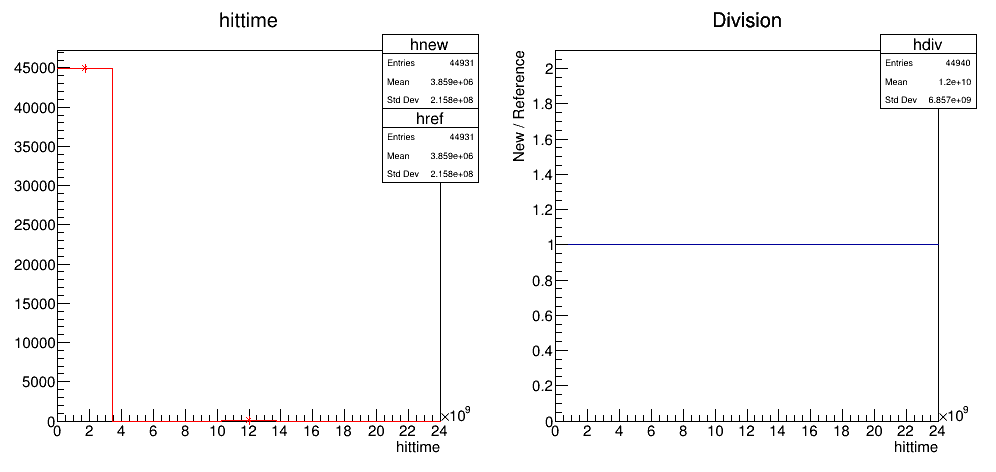 hittime
hnew
Entries 44931
Mean 3.859e+06
Std Dev 2.158e+08
href
Entries 44931
Mean 3.859e+06
Std Dev 2.158e+08
45000
40000
35000
30000
25000
20000
15000
10000
5000
0
0 2 4 6 8 10 12 14 16 18 20 22 24
×10^9
hittime
Division
hdiv
Entries 44940
Mean 1.2e+10
Std Dev 6.857e+09
New / Reference
2
1.8
1.6
1.4
1.2
1
0.8
0.6
0.4
0.2
0
0 2 4 6 8 10 12 14 16 18 20 22 24
×10^9
hittime